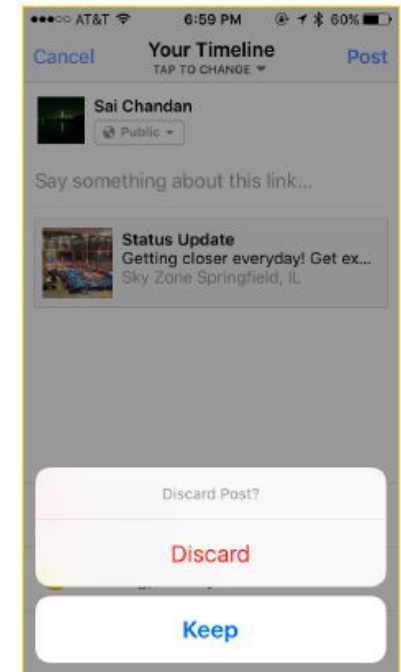 AT&T 6:59 PM 60%
Cancel Your Timeline Post
TAP TO CHANGE
Sai Chandan
Public
Say something about this link...
Status Update
Getting closer everyday! Get ex...
Sky Zone Springfield, IL
Discard Post?
Discard
Keep